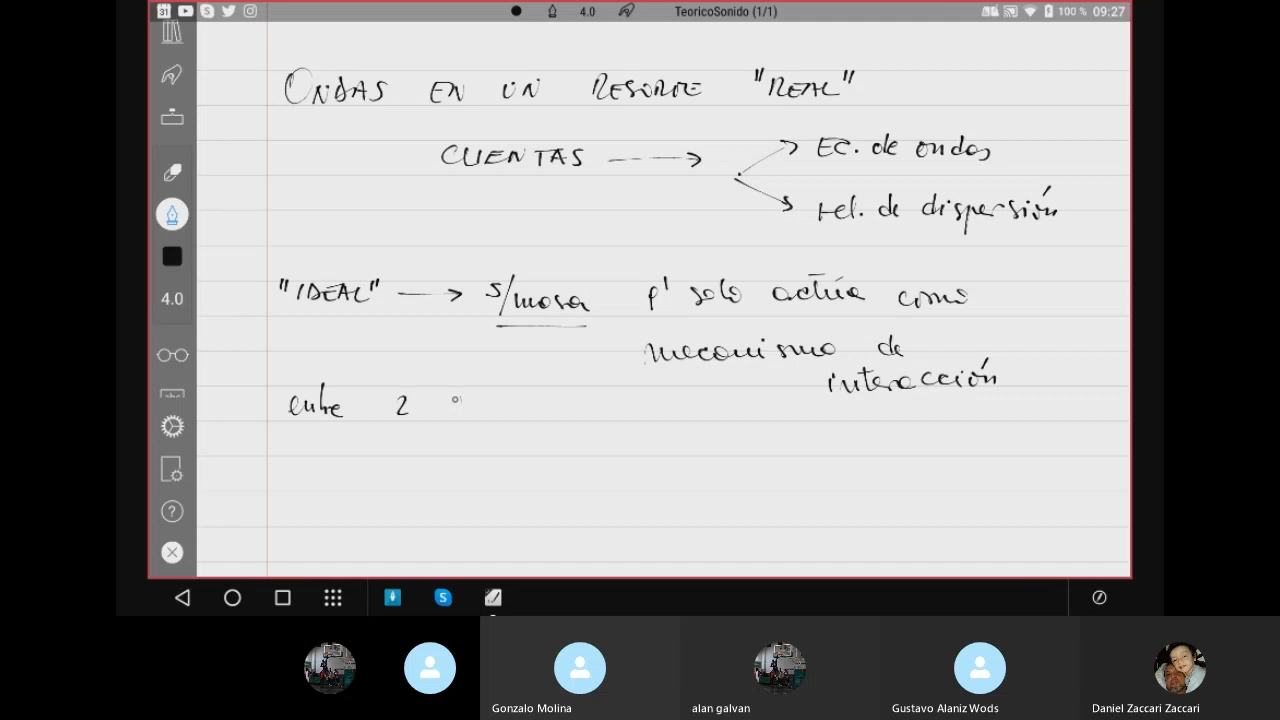 31 4.0 TeoricoSonido (1/1) 100 % 09:27
ONDAS EN UN RESORTE "REAL"
CUENTAS → EC. de ondas
rel. de dispersión
4.0
"IDEAL" → s/masa p' solo actúa como
mecanismo de
interacción
entre 2
Gonzalo Molina alan galvan Gustavo Alaniz Wods Daniel Zaccari Zaccari